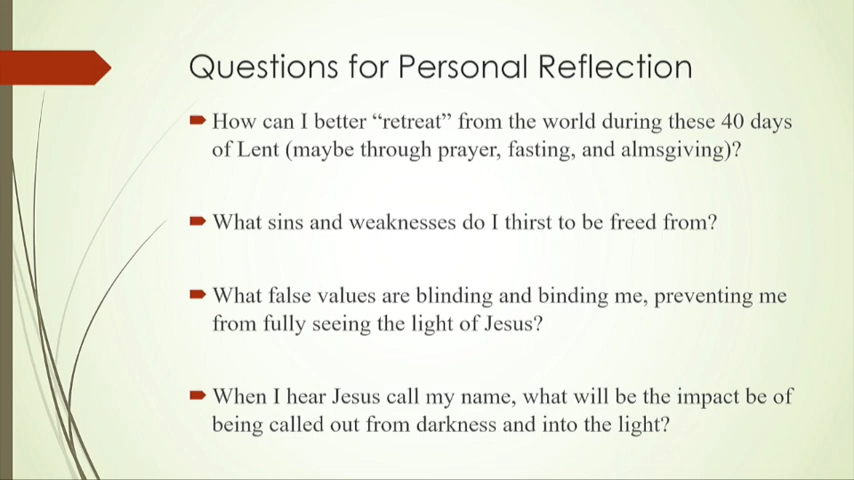 Questions for Personal Reflection
How can I better “retreat” from the world during these 40 days
of Lent (maybe through prayer, fasting, and almsgiving)?
What sins and weaknesses do I thirst to be freed from?
What false values are blinding and binding me, preventing me
from fully seeing the light of Jesus?
When I hear Jesus call my name, what will be the impact be of
being called out from darkness and into the light?